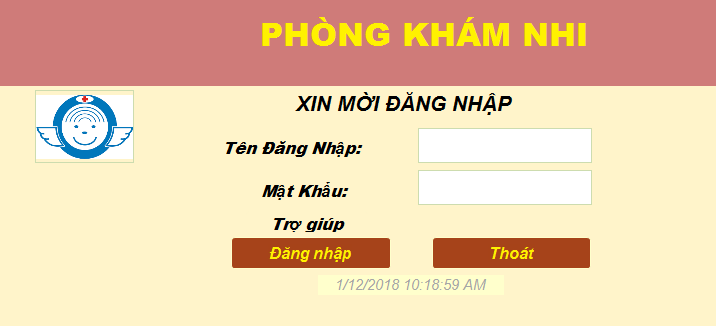 PHÒNG KHÁM NHI
XIN MỜI ĐĂNG NHẬP
Tên Đăng Nhập:
Mật Khẩu:
Trợ giúp
Đăng nhập Thoát
1/12/2018 10:18:59 AM